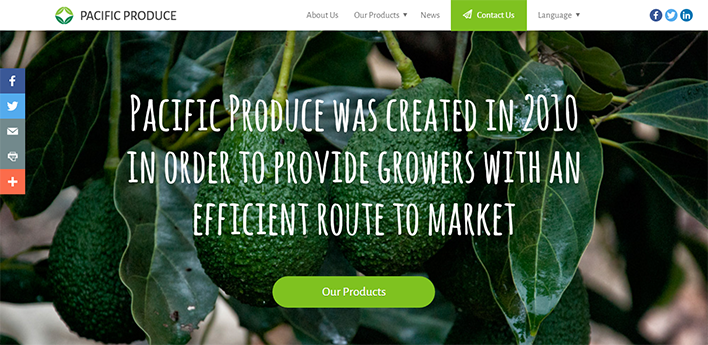 PACIFIC PRODUCE
About Us
Our Products
News
Contact Us
Language
Pacific Produce was created in 2010
in order to provide growers with an
efficient route to market
Our Products